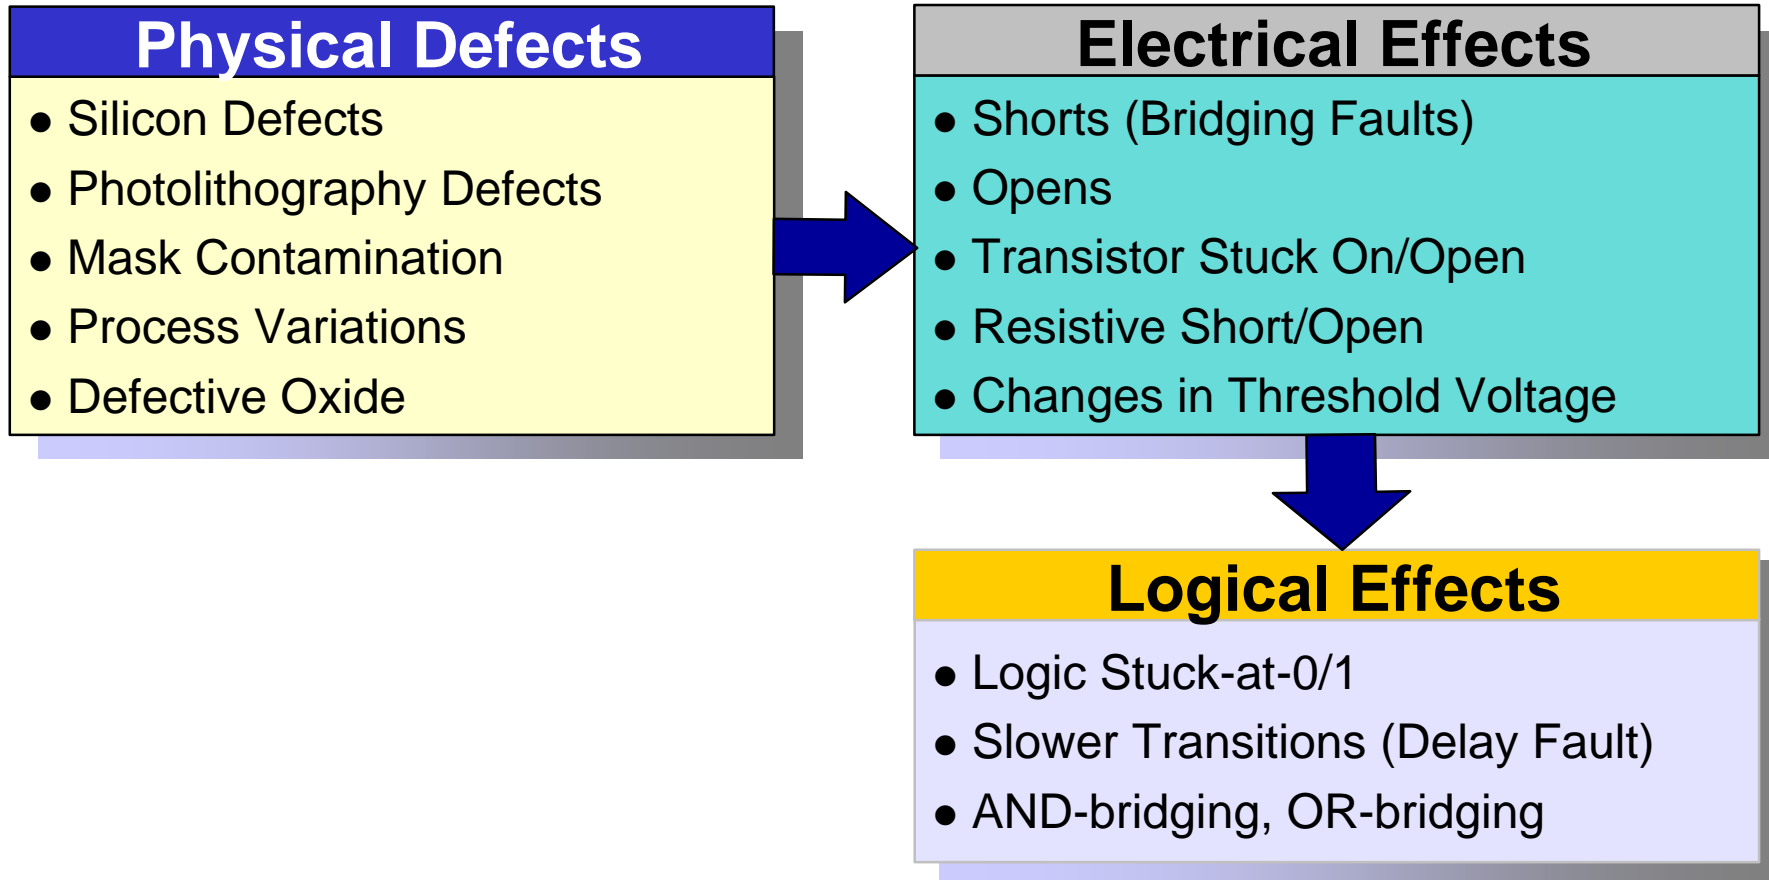 Physical Defects
● Silicon Defects
● Photolithography Defects
● Mask Contamination
● Process Variations
● Defective Oxide
Electrical Effects
● Shorts (Bridging Faults)
● Opens
● Transistor Stuck On/Open
● Resistive Short/Open
● Changes in Threshold Voltage
Logical Effects
● Logic Stuck-at-0/1
● Slower Transitions (Delay Fault)
● AND-bridging, OR-bridging